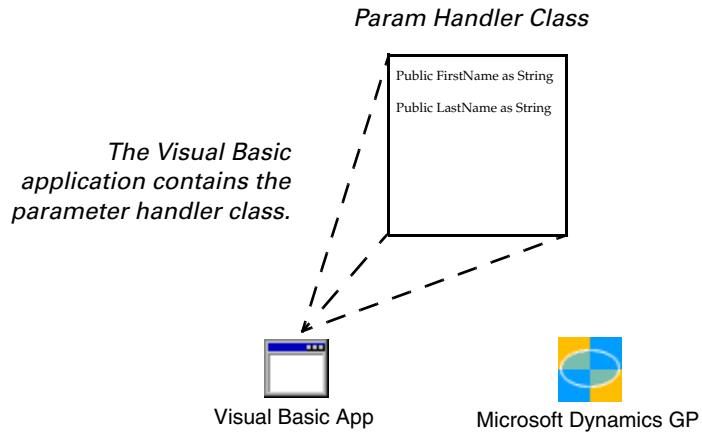 Param Handler Class
Public FirstName as String
Public LastName as String
The Visual Basic
application contains the
parameter handler class.
Visual Basic App
Microsoft Dynamics GP